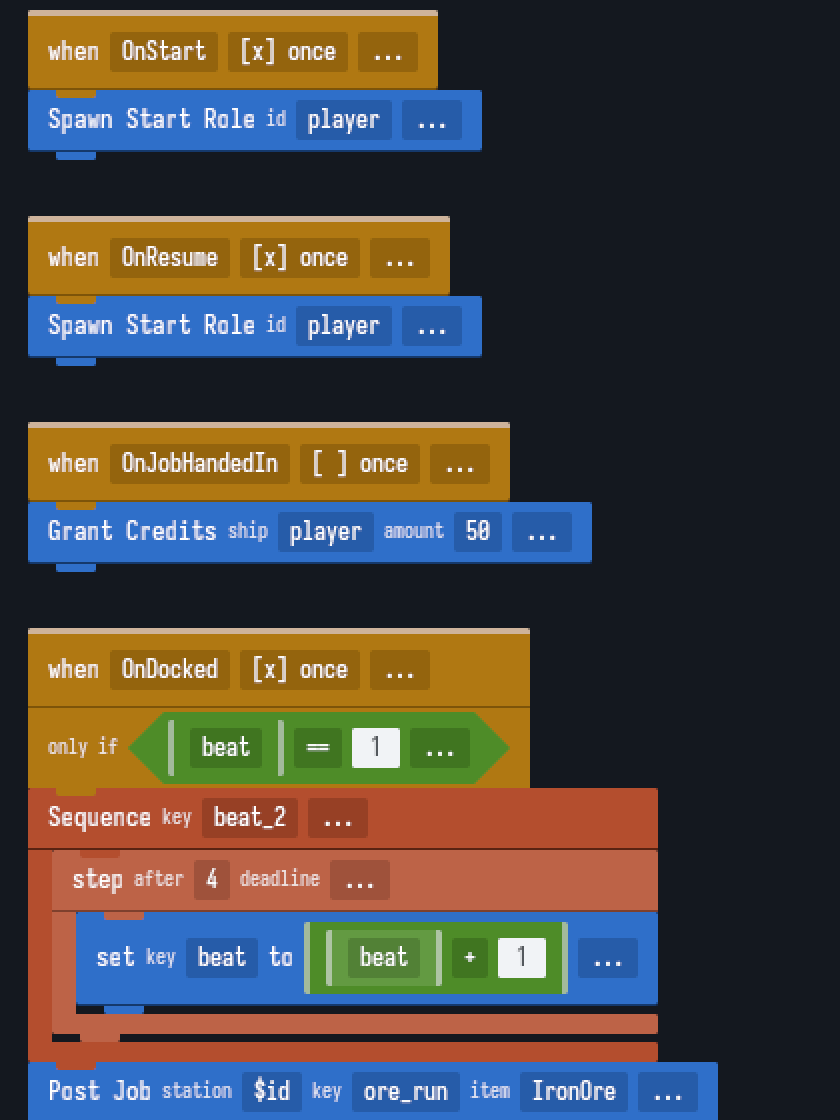 when OnStart [x] once ...
Spawn Start Role id player ...
when OnResume [x] once ...
Spawn Start Role id player ...
when OnJobHandedIn [ ] once ...
Grant Credits ship player amount 50 ...
when OnDocked [x] once ...
only if beat == 1 ...
Sequence key beat_2 ...
step after 4 deadline ...
set key beat to beat + 1 ...
Post Job station $id key ore_run item IronOre ...